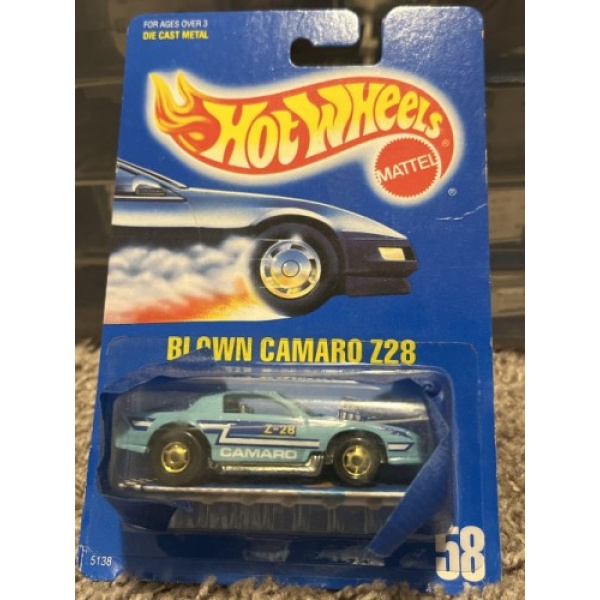 FOR AGES OVER 3
DIE CAST METAL
HOT WHEELS
®
MATTEL
®
BLOWN CAMARO Z28
Z-28
CAMARO
58
5138